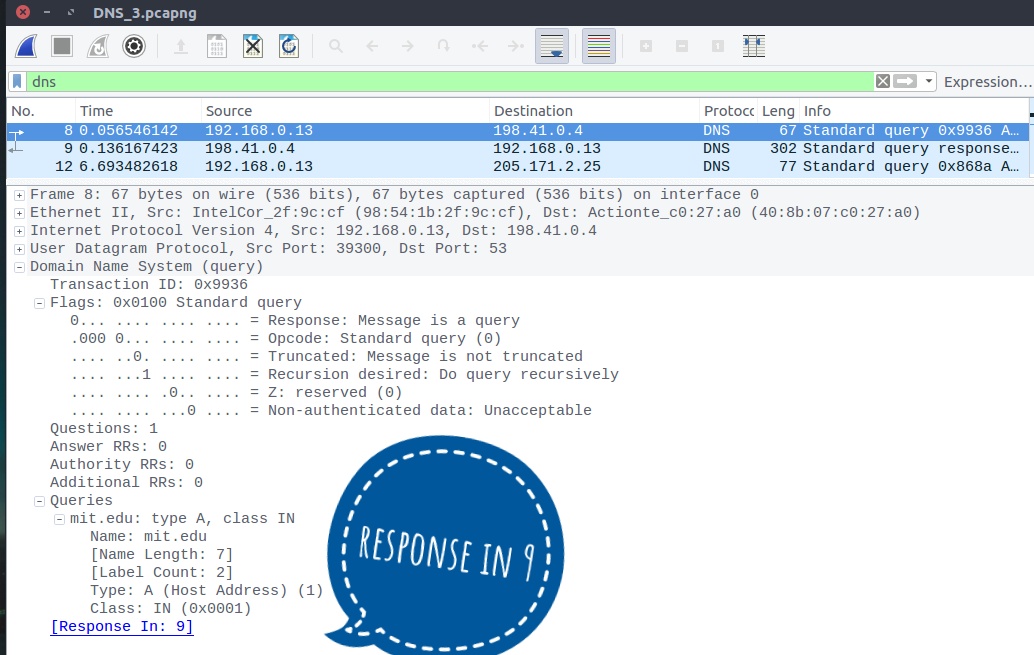 DNS_3.pcapng
dns
Expression…
No. Time Source Destination Protoc Leng Info
8 0.056546142 192.168.0.13 198.41.0.4 DNS 67 Standard query 0x9936 A…
9 0.136167423 198.41.0.4 192.168.0.13 DNS 302 Standard query response…
12 6.693482618 192.168.0.13 205.171.2.25 DNS 77 Standard query 0x868a A…
Frame 8: 67 bytes on wire (536 bits), 67 bytes captured (536 bits) on interface 0
Ethernet II, Src: IntelCor_2f:9c:cf (98:54:1b:2f:9c:cf), Dst: Actionte_c0:27:a0 (40:8b:07:c0:27:a0)
Internet Protocol Version 4, Src: 192.168.0.13, Dst: 198.41.0.4
User Datagram Protocol, Src Port: 39300, Dst Port: 53
Domain Name System (query)
Transaction ID: 0x9936
Flags: 0x0100 Standard query
0... .... .... .... = Response: Message is a query
.000 0... .... .... = Opcode: Standard query (0)
.... ..0. .... .... = Truncated: Message is not truncated
.... ...1 .... .... = Recursion desired: Do query recursively
.... .... .0.. .... = Z: reserved (0)
.... .... ...0 .... = Non-authenticated data: Unacceptable
Questions: 1
Answer RRs: 0
Authority RRs: 0
Additional RRs: 0
Queries
mit.edu: type A, class IN
Name: mit.edu
[Name Length: 7]
[Label Count: 2]
Type: A (Host Address) (1)
Class: IN (0x0001)
[Response In: 9]
RESPONSE IN 9